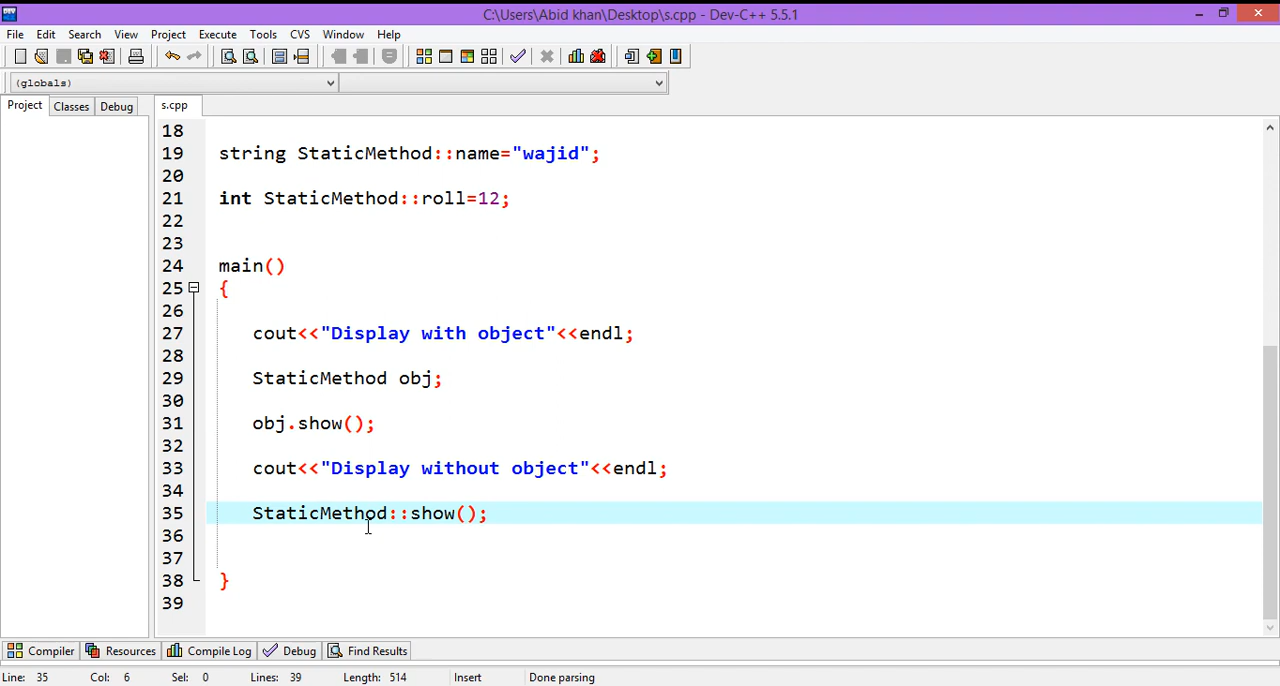 C:\Users\Abid khan\Desktop\s.cpp - Dev-C++ 5.5.1
File Edit Search View Project Execute Tools CVS Window Help
(globals)
Project Classes Debug s.cpp
18
19 string StaticMethod::name="wajid";
20
21 int StaticMethod::roll=12;
22
23
24 main()
25 {
26
27 cout<<"Display with object"<<endl;
28
29 StaticMethod obj;
30
31 obj.show();
32
33 cout<<"Display without object"<<endl;
34
35 StaticMethod::show();
36
37
38 }
39
Compiler Resources Compile Log Debug Find Results
Line: 35 Col: 6 Sel: 0 Lines: 39 Length: 514 Insert Done parsing